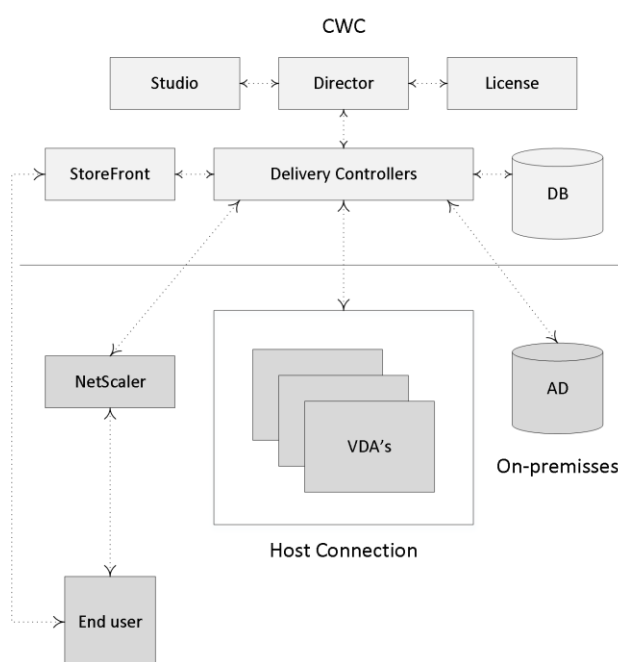 CWC
Studio
Director
License
StoreFront
Delivery Controllers
DB
NetScaler
VDA's
AD
On-premisses
Host Connection
End user